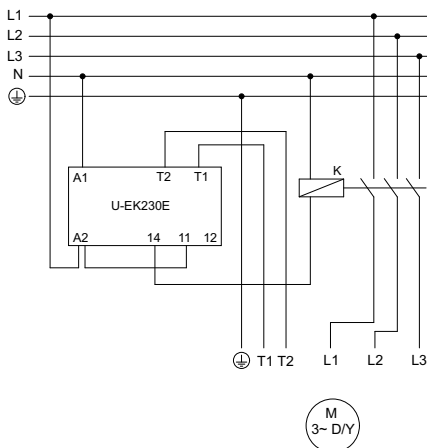 L1
L2
L3
N
A1 T2 T1
K
U-EK230E
A2 14 11 12
T1 T2 L1 L2 L3
M
3~ D/Y